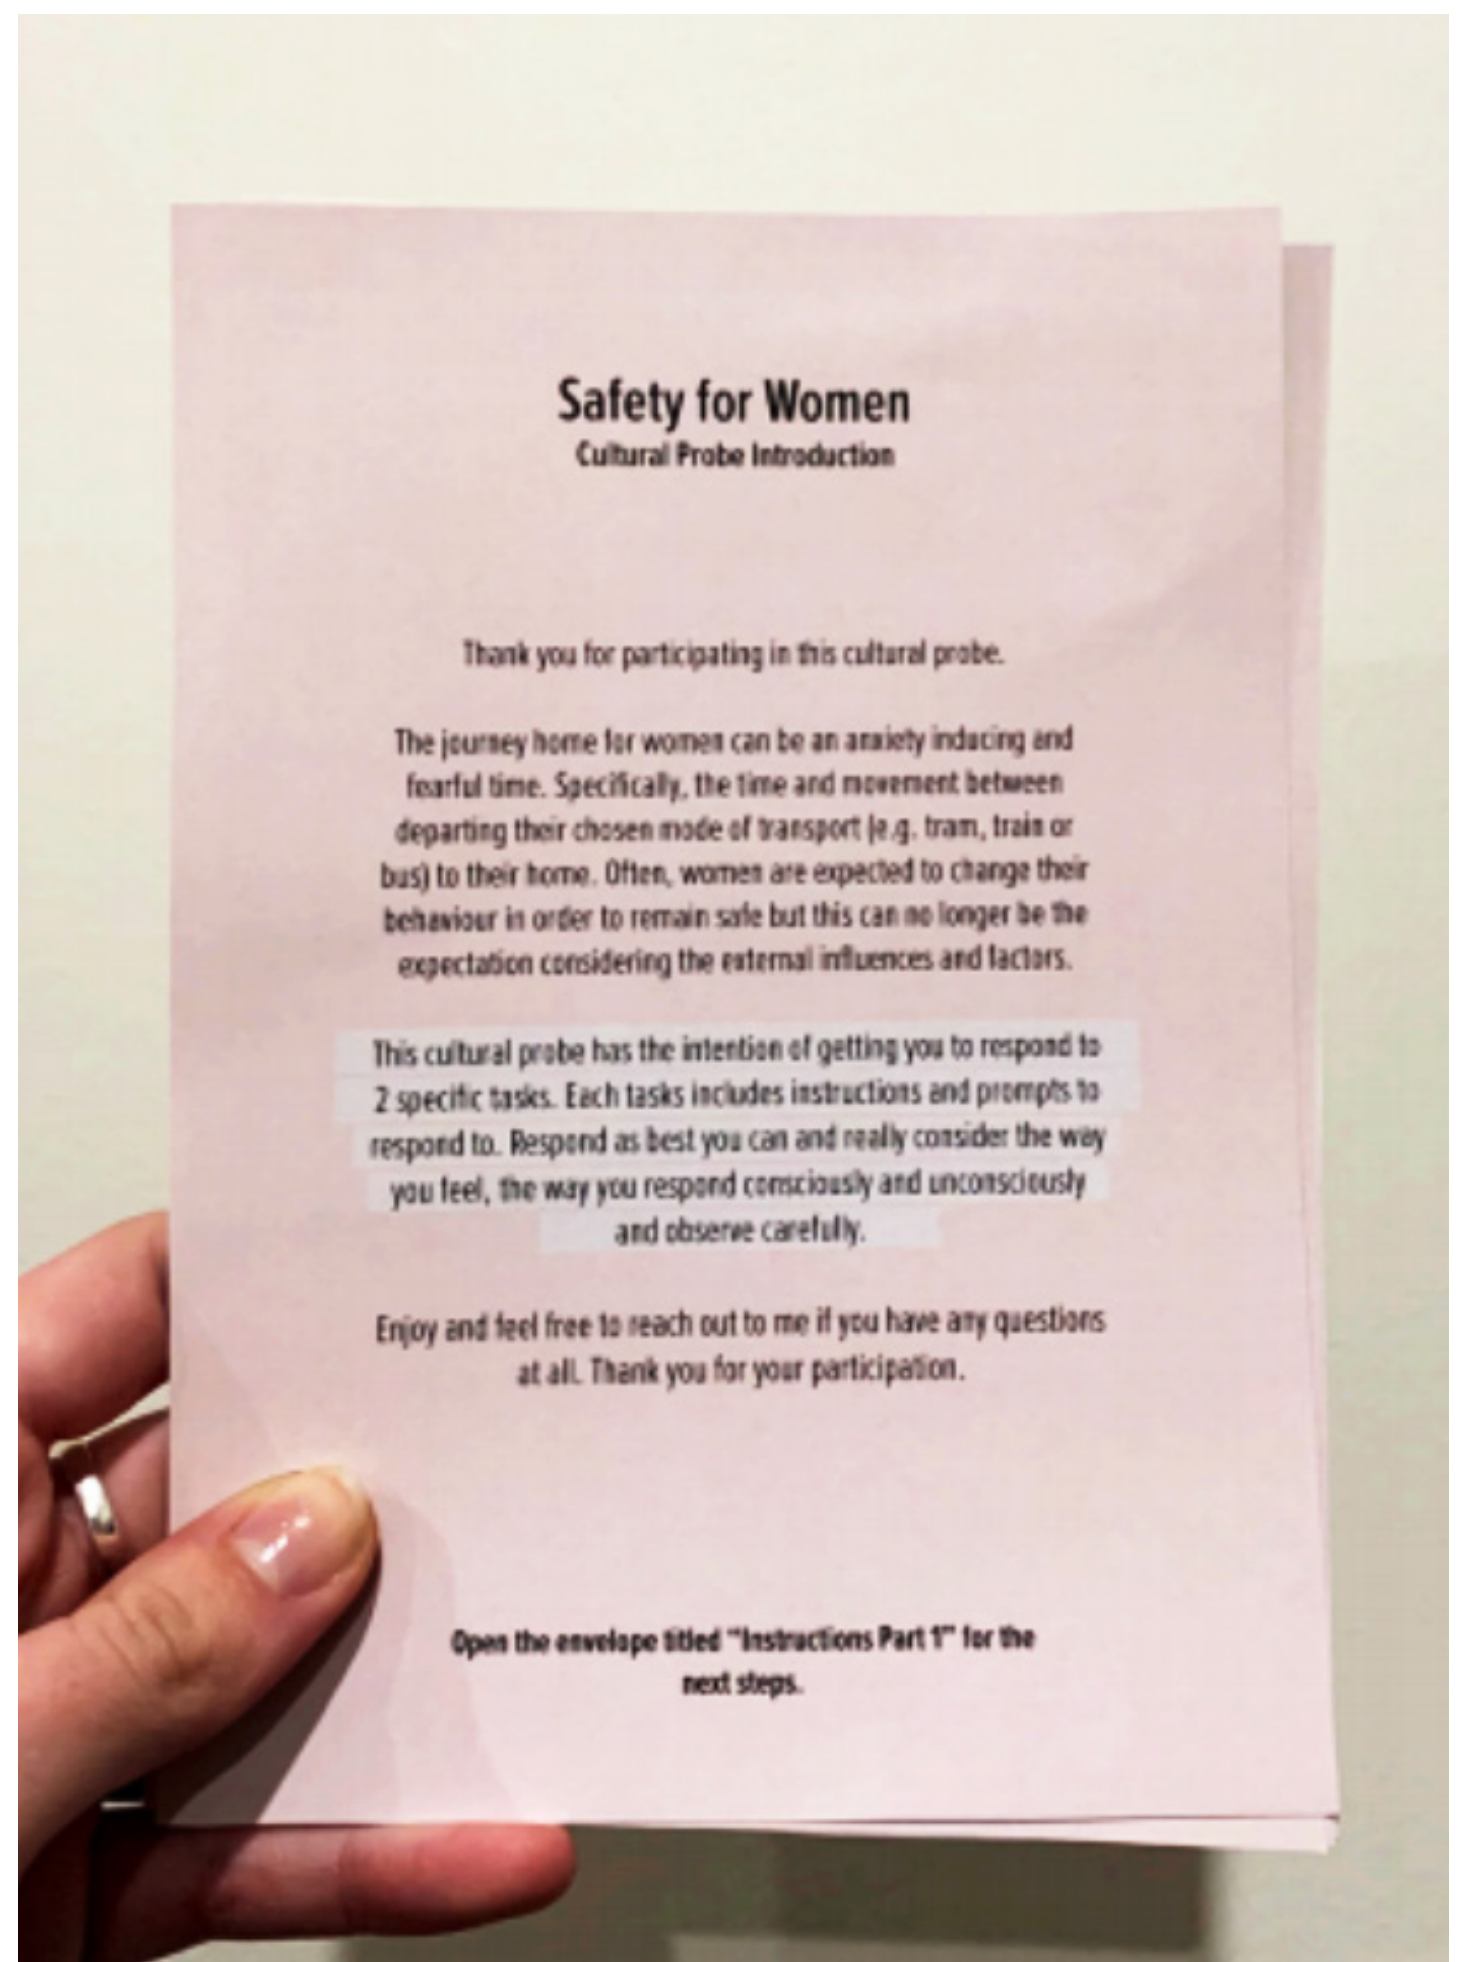 Safety for Women
Cultural Probe Introduction
Thank you for participating in this cultural probe.
The journey home for women can be an anxiety inducing and
fearful time. Specifically, the time and movement between
departing their chosen mode of transport (e.g. tram, train or
bus) to their home. Often, women are expected to change their
behaviour in order to remain safe but this can no longer be the
expectation considering the external influences and factors.
This cultural probe has the intention of getting you to respond to
2 specific tasks. Each tasks includes instructions and prompts to
respond to. Respond as best you can and really consider the way
you feel, the way you respond consciously and unconsciously
and observe carefully.
Enjoy and feel free to reach out to me if you have any questions
at all. Thank you for your participation.
Open the envelope titled "Instructions Part 1" for the
next steps.